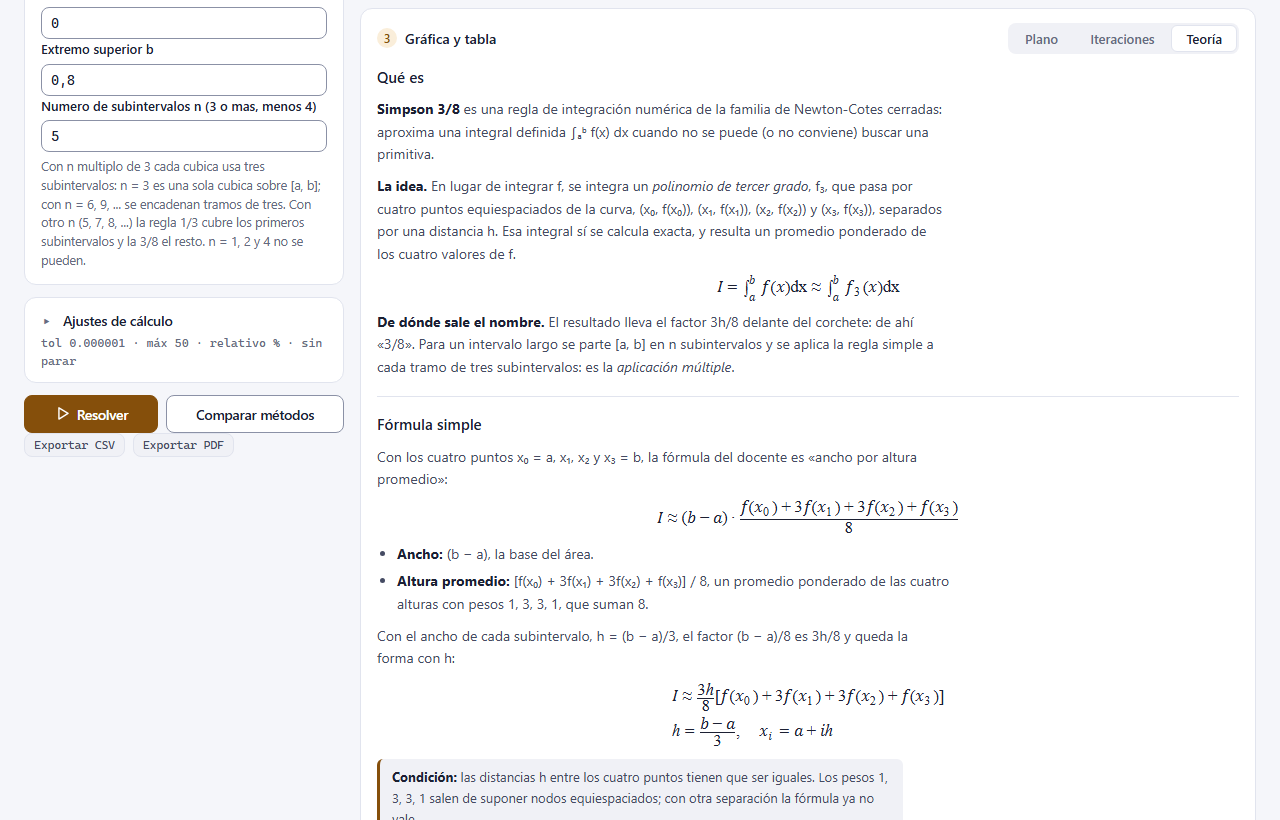 0
Extremo superior b
0,8
Numero de subintervalos n (3 o mas, menos 4)
5
Con n multiplo de 3 cada cubica usa tres
subintervalos: n = 3 es una sola cubica sobre [a, b];
con n = 6, 9, ... se encadenan tramos de tres. Con
otro n (5, 7, 8, ...) la regla 1/3 cubre los primeros
subintervalos y la 3/8 el resto. n = 1, 2 y 4 no se
pueden.
▸ Ajustes de cálculo
tol 0.000001 · máx 50 · relativo % · sin
parar
Resolver
Comparar métodos
Exportar CSV
Exportar PDF
3 Gráfica y tabla
Plano
Iteraciones
Teoría
Qué es
Simpson 3/8 es una regla de integración numérica de la familia de Newton-Cotes cerradas:
aproxima una integral definida ∫ₐᵇ f(x) dx cuando no se puede (o no conviene) buscar una
primitiva.
La idea. En lugar de integrar f, se integra un polinomio de tercer grado, f₃, que pasa por
cuatro puntos equiespaciados de la curva, (x₀, f(x₀)), (x₁, f(x₁)), (x₂, f(x₂)) y (x₃, f(x₃)), separados
por una distancia h. Esa integral sí se calcula exacta, y resulta un promedio ponderado de
los cuatro valores de f.
I = ∫ₐᵇ f(x)dx ≈ ∫ₐᵇ f₃(x)dx
De dónde sale el nombre. El resultado lleva el factor 3h/8 delante del corchete: de ahí
«3/8». Para un intervalo largo se parte [a, b] en n subintervalos y se aplica la regla simple a
cada tramo de tres subintervalos: es la aplicación múltiple.
Fórmula simple
Con los cuatro puntos x₀ = a, x₁, x₂ y x₃ = b, la fórmula del docente es «ancho por altura
promedio»:
I ≈ (b − a) · f(x₀) + 3f(x₁) + 3f(x₂) + f(x₃) / 8
• Ancho: (b − a), la base del área.
• Altura promedio: [f(x₀) + 3f(x₁) + 3f(x₂) + f(x₃)] / 8, un promedio ponderado de las cuatro
alturas con pesos 1, 3, 3, 1, que suman 8.
Con el ancho de cada subintervalo, h = (b − a)/3, el factor (b − a)/8 es 3h/8 y queda la
forma con h:
I ≈ 3h/8 [f(x₀) + 3f(x₁) + 3f(x₂) + f(x₃)]
h = b − a / 3, xᵢ = a + ih
Condición: las distancias h entre los cuatro puntos tienen que ser iguales. Los pesos 1,
3, 3, 1 salen de suponer nodos equiespaciados; con otra separación la fórmula ya no
vale.